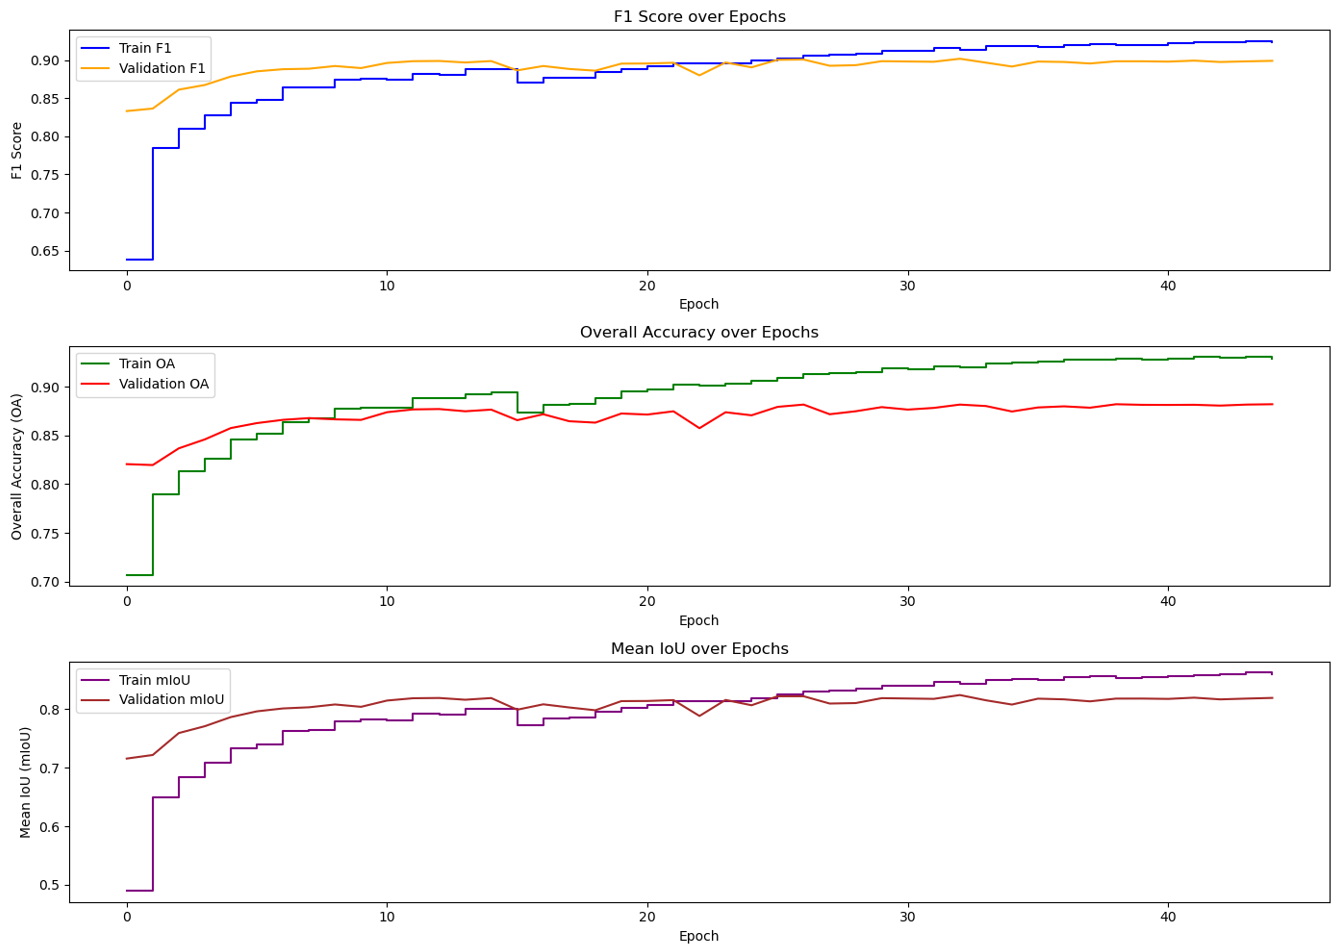 F1 Score over Epochs
Train F1
Validation F1
0.90
0.85
0.80
0.75
0.70
0.65
F1 Score
0 10 20 30 40
Epoch
Overall Accuracy over Epochs
Train OA
Validation OA
0.90
0.85
0.80
0.75
0.70
Overall Accuracy (OA)
0 10 20 30 40
Epoch
Mean IoU over Epochs
Train mIoU
Validation mIoU
0.8
0.7
0.6
0.5
Mean IoU (mIoU)
0 10 20 30 40
Epoch